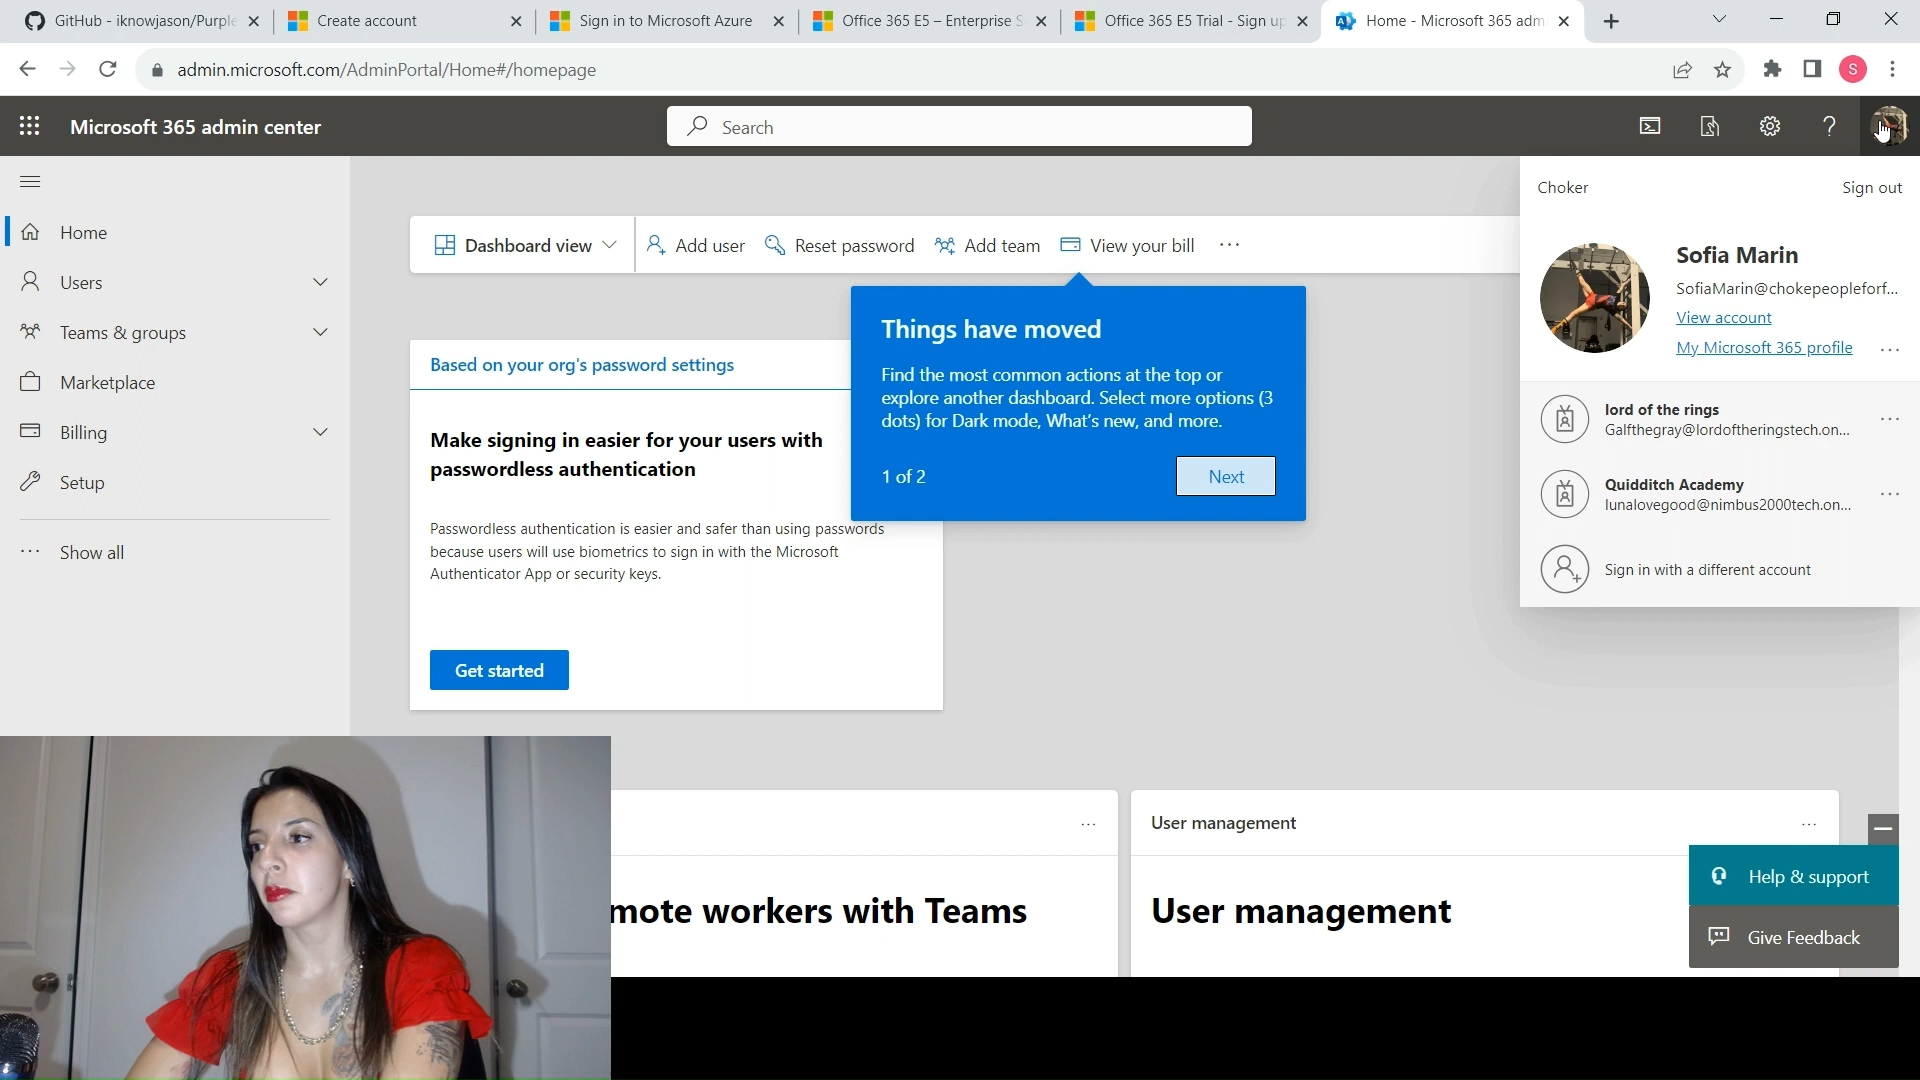 GitHub - iknowjason/Purple
Create account
Sign in to Microsoft Azure
Office 365 E5 – Enterprise S
Office 365 E5 Trial - Sign up
Home - Microsoft 365 adm
admin.microsoft.com/AdminPortal/Home#/homepage
S
Microsoft 365 admin center
Search
Choker
Sign out
Home
Users
Teams & groups
Marketplace
Billing
Setup
Show all
Dashboard view
Add user
Reset password
Add team
View your bill
Sofia Marin
SofiaMarin@chokepeopleforf...
View account
My Microsoft 365 profile
lord of the rings
Galfthegray@lordoftheringstech.on...
Quidditch Academy
lunalovegood@nimbus2000tech.on...
Sign in with a different account
Things have moved
Find the most common actions at the top or
explore another dashboard. Select more options (3
dots) for Dark mode, What's new, and more.
1 of 2
Next
Based on your org's password settings
Make signing in easier for your users with
passwordless authentication
Passwordless authentication is easier and safer than using passwords
because users will use biometrics to sign in with the Microsoft
Authenticator App or security keys.
Get started
User management
mote workers with Teams
User management
Help & support
Give Feedback